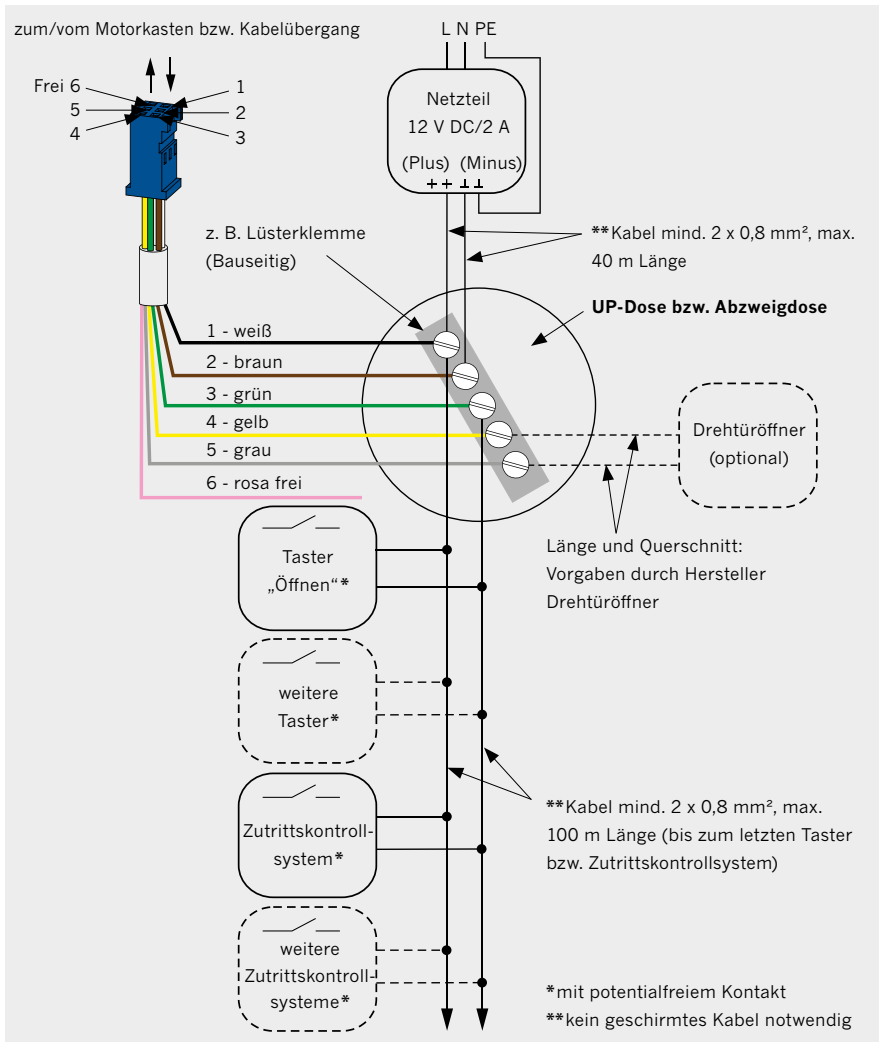 zum/vom Motorkasten bzw. Kabelübergang
L N PE
Frei 6
5
4
1
2
3
Netzteil
12 V DC/2 A
(Plus) (Minus)
++
z. B. Lüsterklemme
(Bauseitig)
**Kabel mind. 2 x 0,8 mm², max.
40 m Länge
UP-Dose bzw. Abzweigdose
1 - weiß
2 - braun
3 - grün
4 - gelb
5 - grau
6 - rosa frei
Drehtüröffner
(optional)
Länge und Querschnitt:
Vorgaben durch Hersteller
Drehtüröffner
Taster
„Öffnen“*
weitere
Taster*
Zutrittskontroll-
system*
weitere
Zutrittskontroll-
systeme*
**Kabel mind. 2 x 0,8 mm², max.
100 m Länge (bis zum letzten Taster
bzw. Zutrittskontrollsystem)
*mit potentialfreiem Kontakt
**kein geschirmtes Kabel notwendig